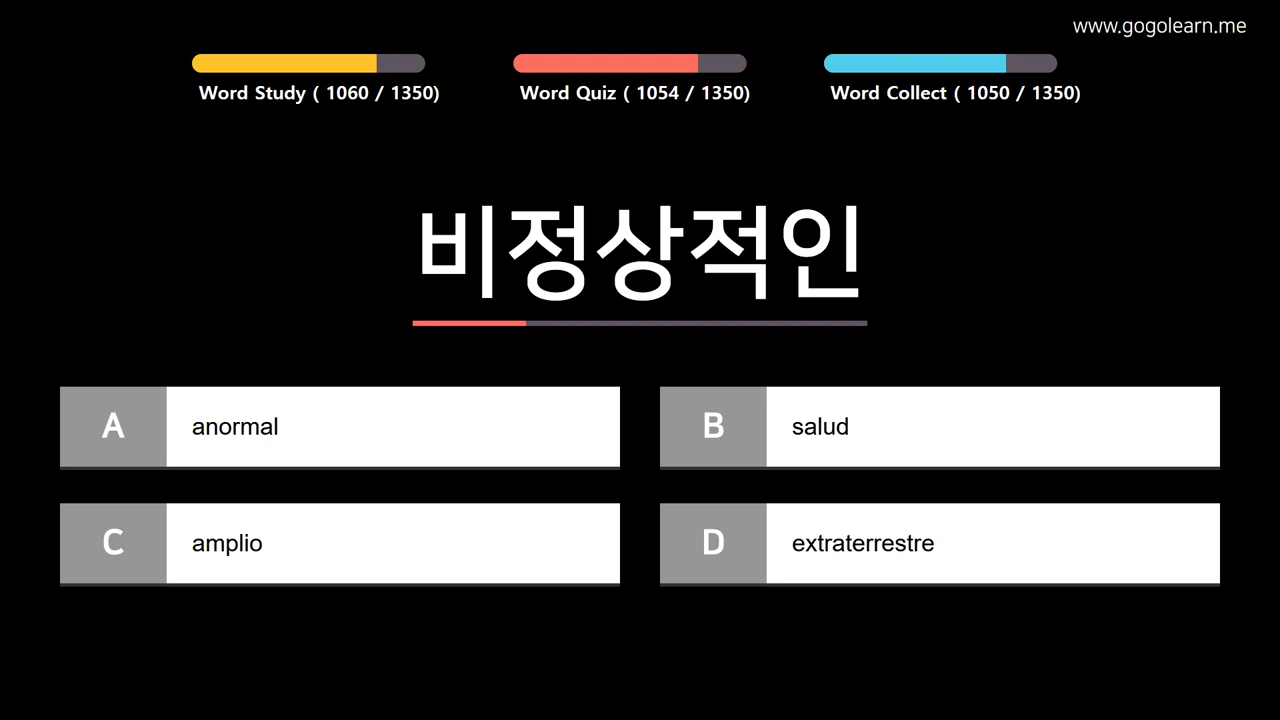 www.gogolearn.me
Word Study ( 1060 / 1350)
Word Quiz ( 1054 / 1350)
Word Collect ( 1050 / 1350)
비정상적인
A anormal
B salud
C amplio
D extraterrestre